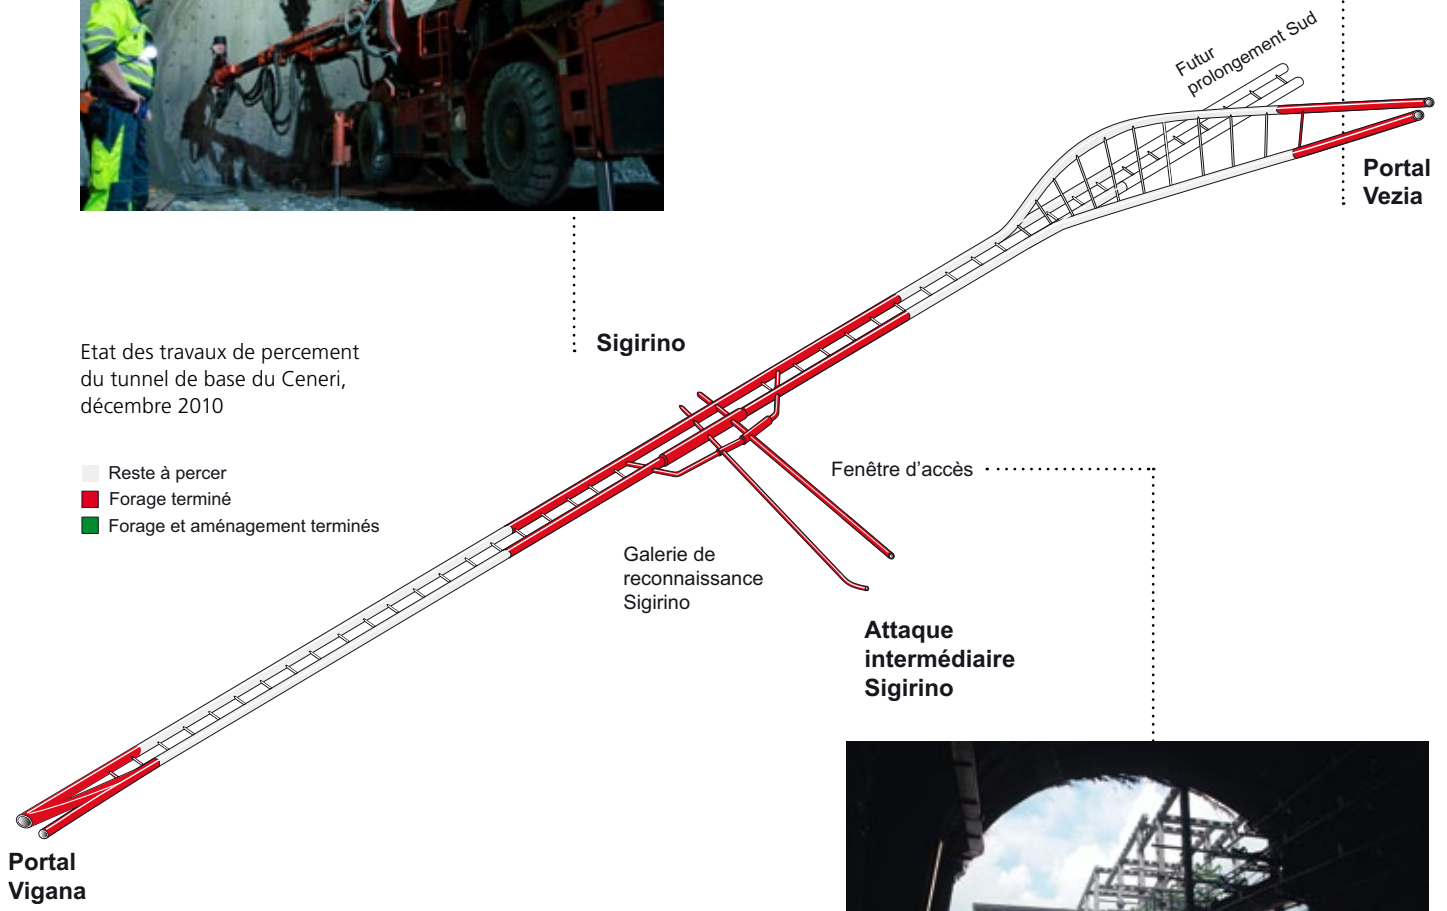 Futur
prolongement Sud
Portal
Vezia
Sigirino
Etat des travaux de percement
du tunnel de base du Ceneri,
décembre 2010
Reste à percer
Forage terminé
Forage et aménagement terminés
Fenêtre d’accès
Galerie de
reconnaissance
Sigirino
Attaque
intermédiaire
Sigirino
Portal
Vigana